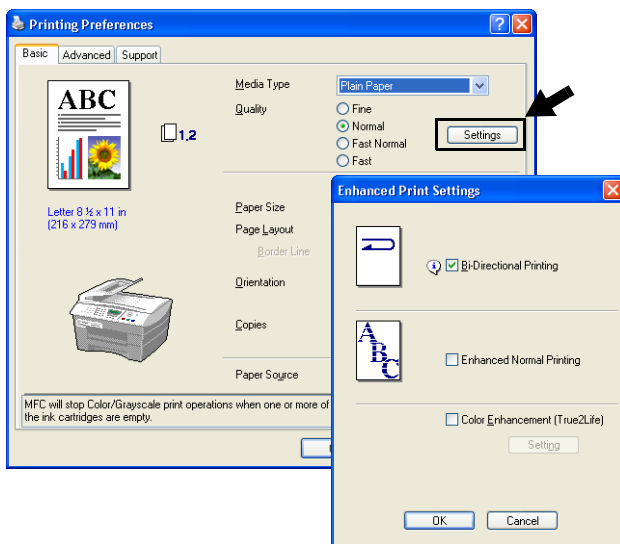 Printing Preferences
Basic Advanced Support
ABC
1,2
Letter 8 ½ x 11 in
(216 x 279 mm)
Media Type Plain Paper
Quality
Fine
Normal
Fast Normal
Fast
Settings
Paper Size
Page Layout
Border Line
Orientation
Copies
Paper Source
MFC will stop Color/Grayscale print operations when one or more of
the ink cartridges are empty.
Enhanced Print Settings
Bi-Directional Printing
ABC
Enhanced Normal Printing
Color Enhancement (True2Life)
Setting
OK Cancel